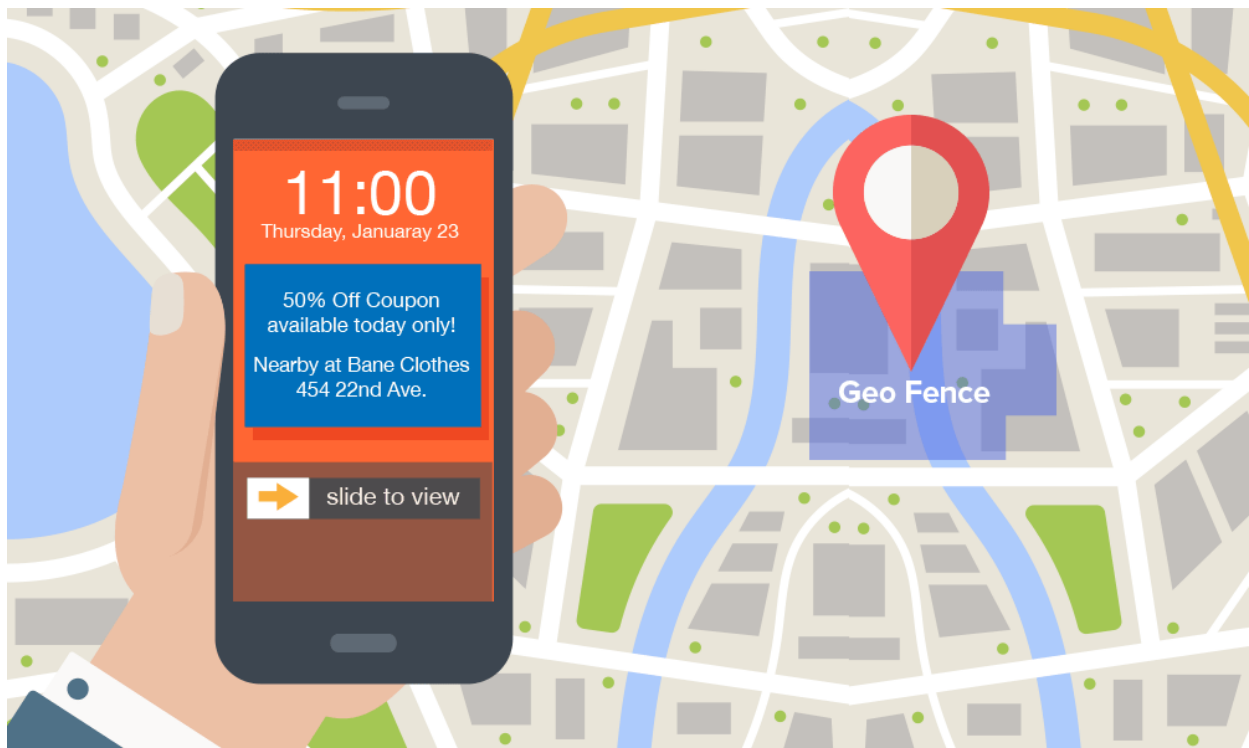 11:00
Thursday, Januaray 23
50% Off Coupon
available today only!
Nearby at Bane Clothes
454 22nd Ave.
slide to view
Geo Fence